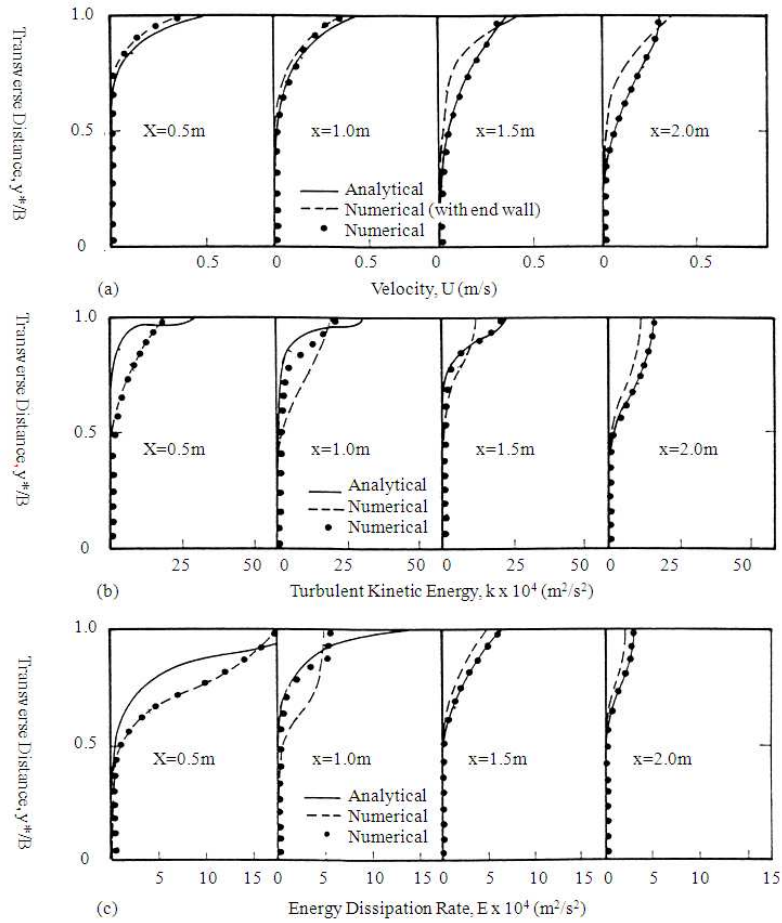 Transverse Distance, y*/B
1.0
0.5
0
X=0.5m
x=1.0m
x=1.5m
x=2.0m
Analytical
Numerical (with end wall)
Numerical
0.5 0 0.5 0 0.5 0 0.5
(a) Velocity, U (m/s)
Transverse Distance, y*/B
1.0
0.5
0
X=0.5m
x=1.0m
x=1.5m
x=2.0m
Analytical
Numerical
Numerical
25 50 0 25 50 0 25 50 0 25 50
(b) Turbulent Kinetic Energy, k x 10⁴ (m²/s²)
Transverse Distance, y*/B
1.0
0.5
0
X=0.5m
x=1.0m
x=1.5m
x=2.0m
Analytical
Numerical
Numerical
0 5 10 15 0 5 10 15 0 5 10 15 0 5 10 15
(c) Energy Dissipation Rate, E x 10⁴ (m²/s²)